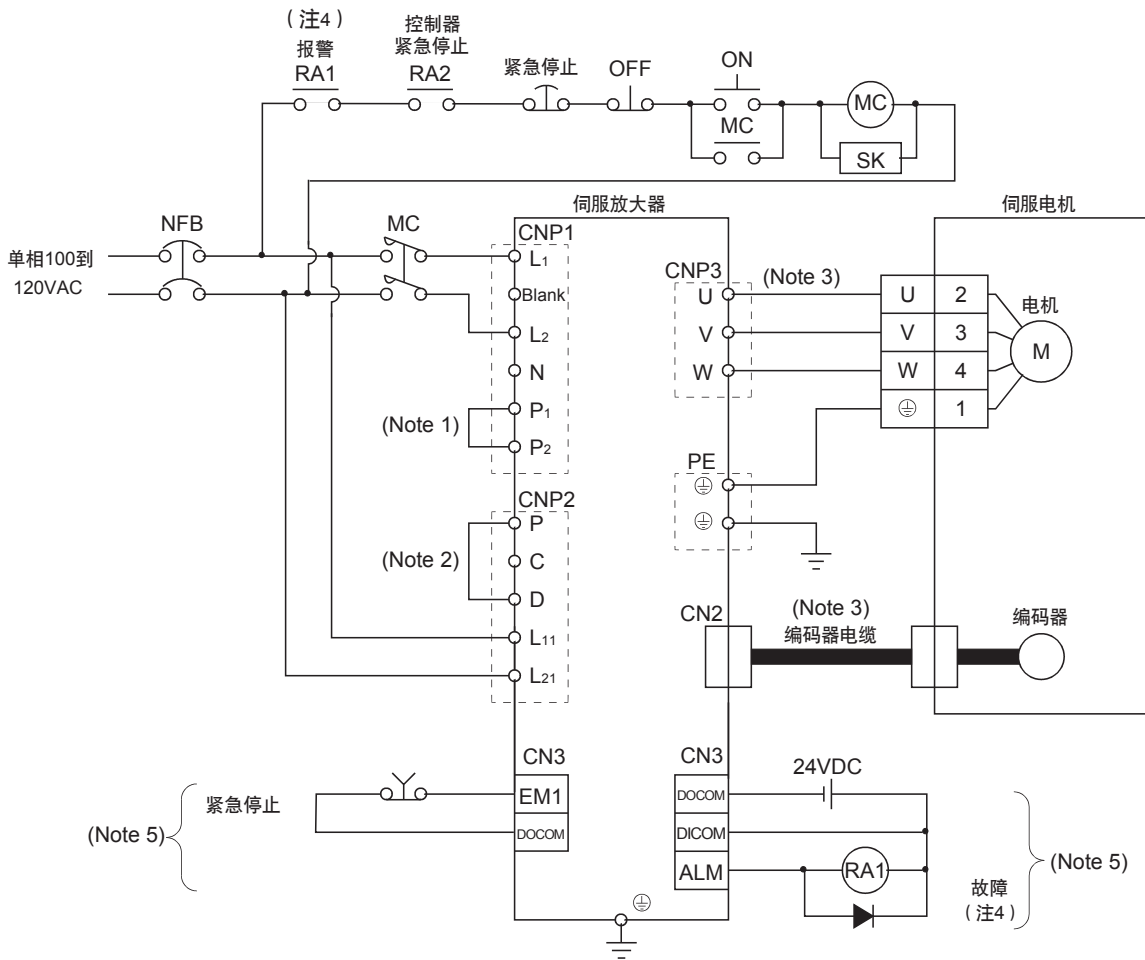 （注4）
报警
RA1
控制器
紧急停止
RA2
紧急停止
OFF
ON
MC
MC
SK
伺服放大器
伺服电机
NFB
MC
单相100到
120VAC
CNP1
L1
Blank
L2
N
P1
P2
(Note 1)
CNP2
P
C
D
L11
L21
(Note 2)
CNP3
U
V
W
(Note 3)
U 2
V 3
W 4
1
电机
M
PE
CN2
(Note 3)
编码器电缆
编码器
CN3
EM1
DOCOM
紧急停止
(Note 5)
CN3
DOCOM
DICOM
ALM
24VDC
RA1
故障
（注4）
(Note 5)